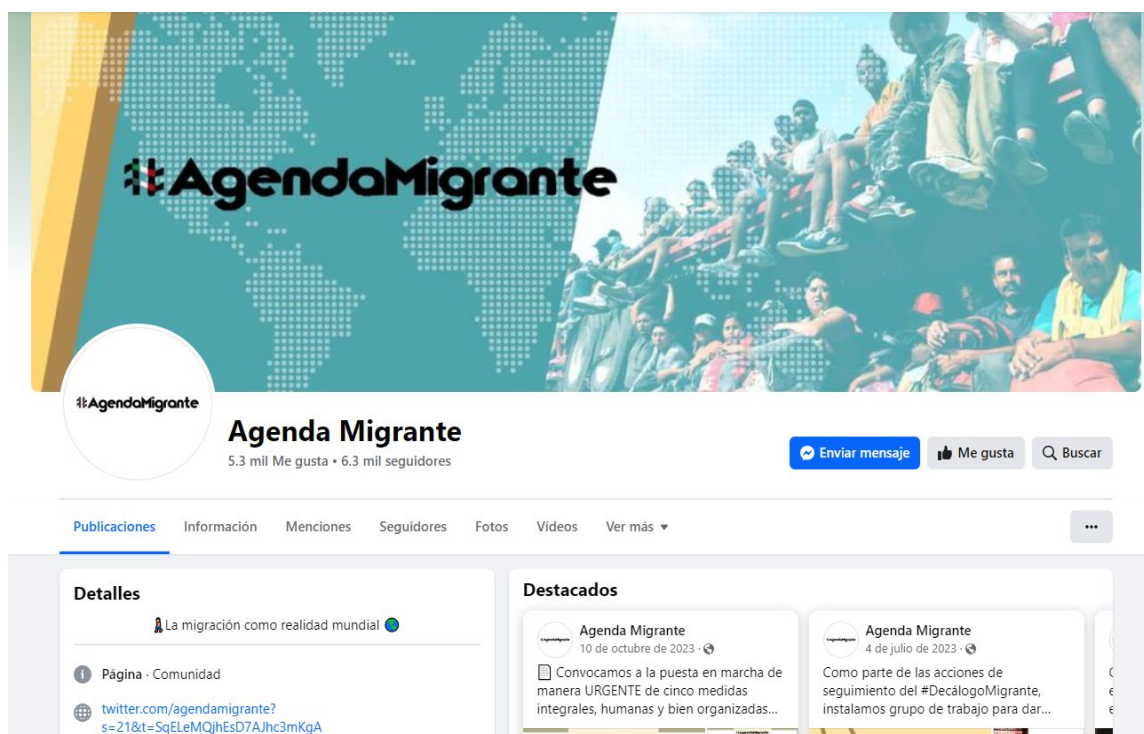 #AgendaMigrante
#AgendaMigrante
Agenda Migrante
5.3 mil Me gusta • 6.3 mil seguidores
Enviar mensaje
Me gusta
Buscar
Publicaciones
Información
Menciones
Seguidores
Fotos
Vídeos
Ver más
Detalles
La migración como realidad mundial
Página · Comunidad
twitter.com/agendamigrante?
s=21&t=SqELeMQjhEsD7AJhc3mKgA
Destacados
Agenda Migrante
10 de octubre de 2023 ·
Convocamos a la puesta en marcha de
manera URGENTE de cinco medidas
integrales, humanas y bien organizadas...
Agenda Migrante
4 de julio de 2023 ·
Como parte de las acciones de
seguimiento del #DecálogoMigrante,
instalamos grupo de trabajo para dar...